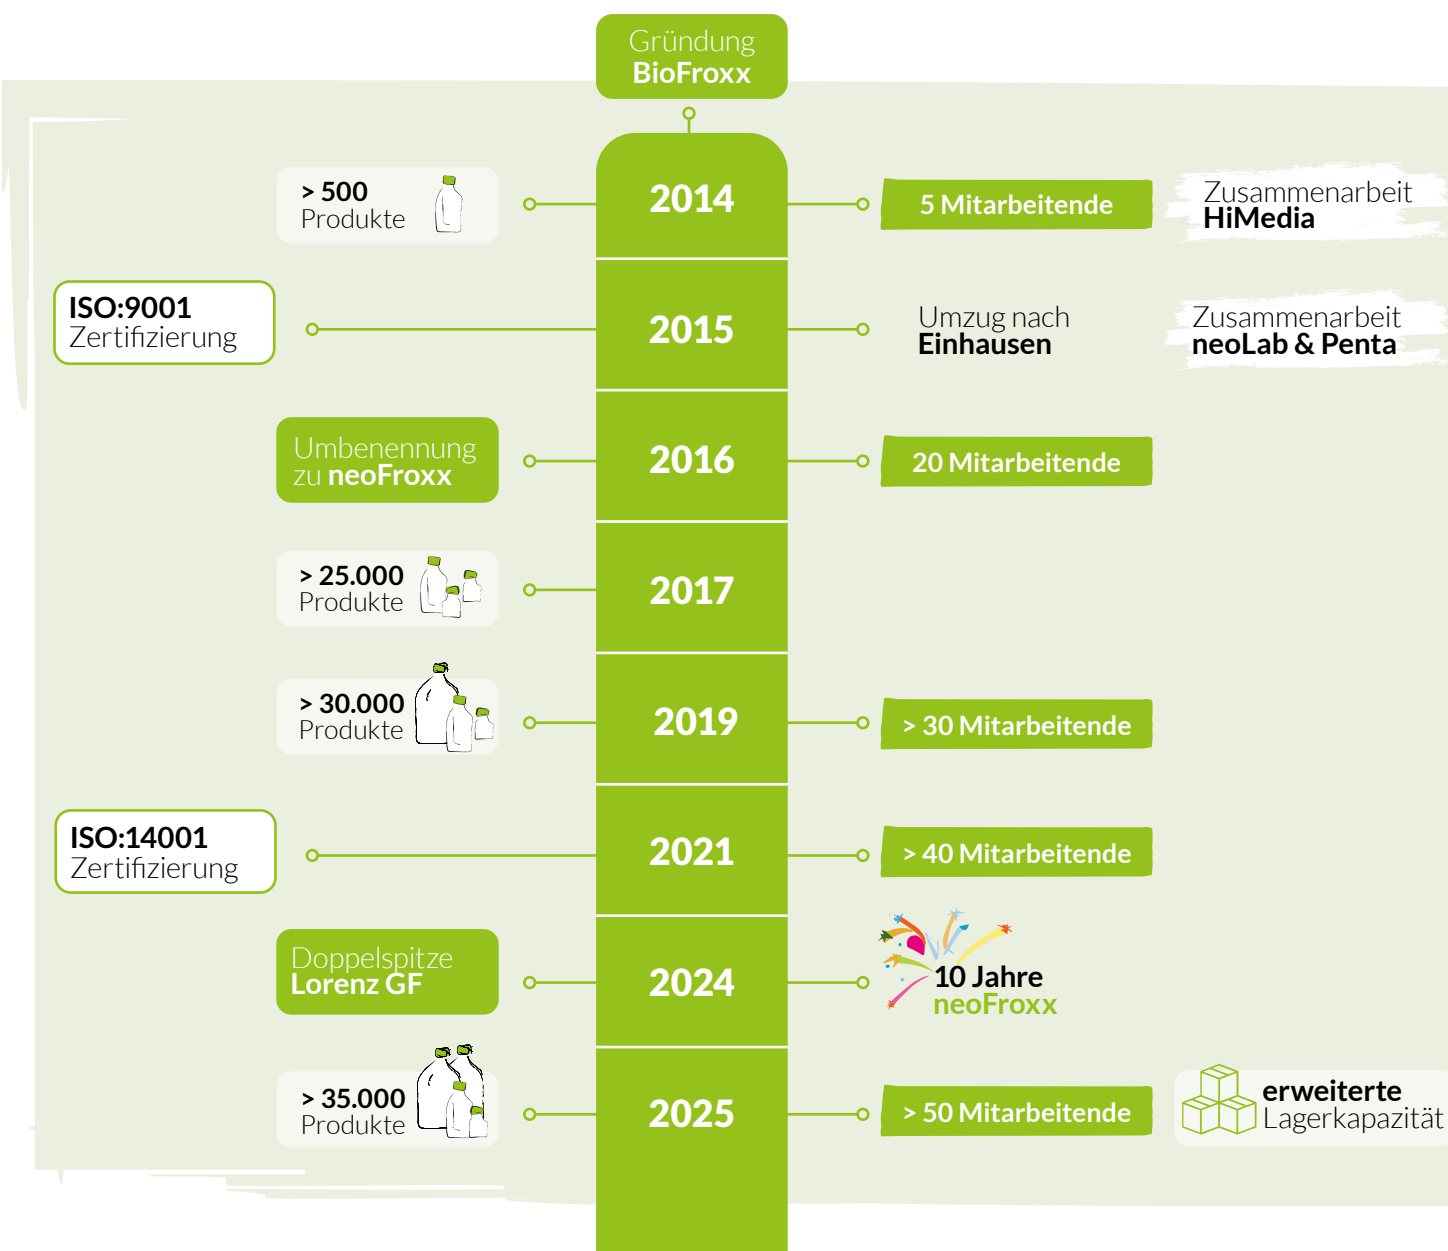 Gründung
BioFroxx
> 500
Produkte
2014
5 Mitarbeitende
Zusammenarbeit
HiMedia
ISO:9001
Zertifizierung
2015
Umzug nach
Einhausen
Zusammenarbeit
neoLab & Penta
Umbenennung
zu neoFroxx
2016
20 Mitarbeitende
> 25.000
Produkte
2017
> 30.000
Produkte
2019
> 30 Mitarbeitende
ISO:14001
Zertifizierung
2021
> 40 Mitarbeitende
Doppelspitze
Lorenz GF
2024
10 Jahre
neoFroxx
> 35.000
Produkte
2025
> 50 Mitarbeitende
erweiterte
Lagerkapazität